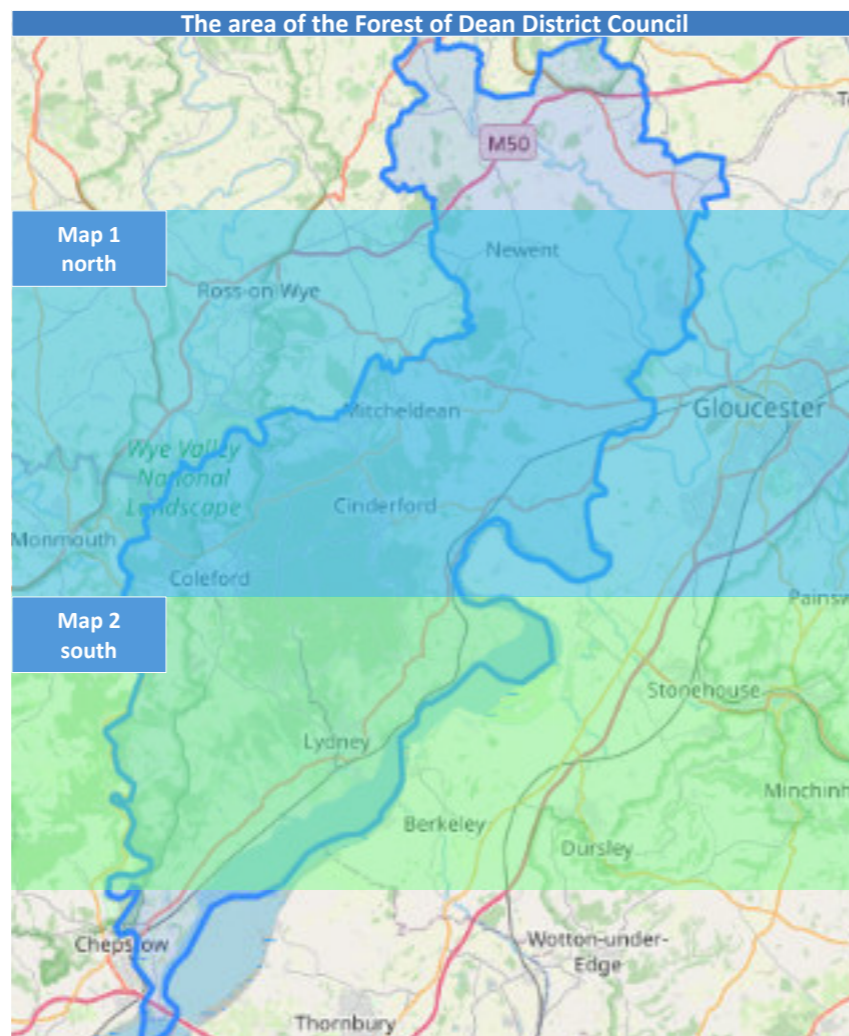 The area of the Forest of Dean District Council
M50
Map 1
north
Newent
Ross-on Wye
Mitcheldean
Gloucester
Wye Valley
National
Landscape
Cinderford
Monmouth
Coleford
Map 2
south
Painsw
Stonehouse
Lydney
Minchinh
Berkeley
Dursley
Chepstow
Wotton-under-
Edge
Thornbury